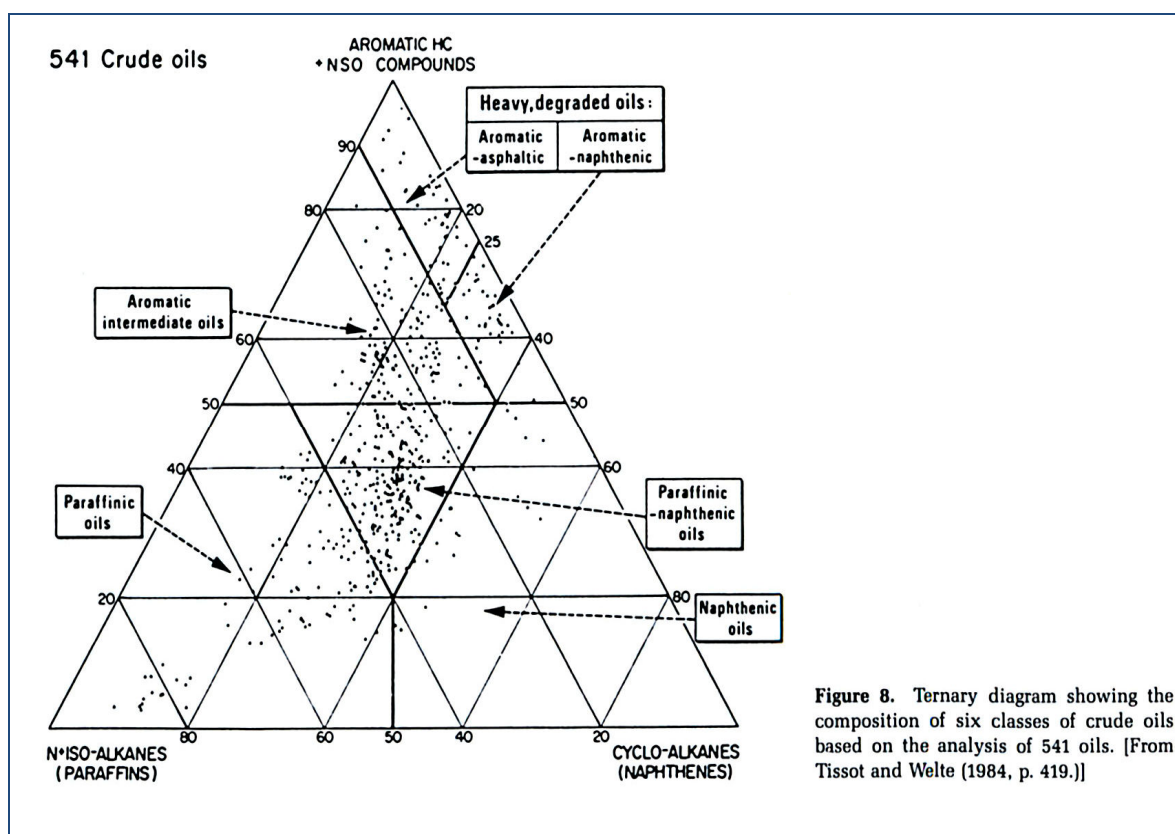 541 Crude oils
AROMATIC HC
+NSO COMPOUNDS
Heavy, degraded oils:
Aromatic
-asphaltic
Aromatic
-naphthenic
90
80
20
25
Aromatic
intermediate oils
60
40
50
50
40
60
Paraffinic
oils
Paraffinic
-naphthenic
oils
20
80
Naphthenic
oils
N+ISO-ALKANES
(PARAFFINS)
80
60
50
40
20
CYCLO-ALKANES
(NAPHTHENES)
Figure 8. Ternary diagram showing the
composition of six classes of crude oils
based on the analysis of 541 oils. [From
Tissot and Welte (1984, p. 419.)]